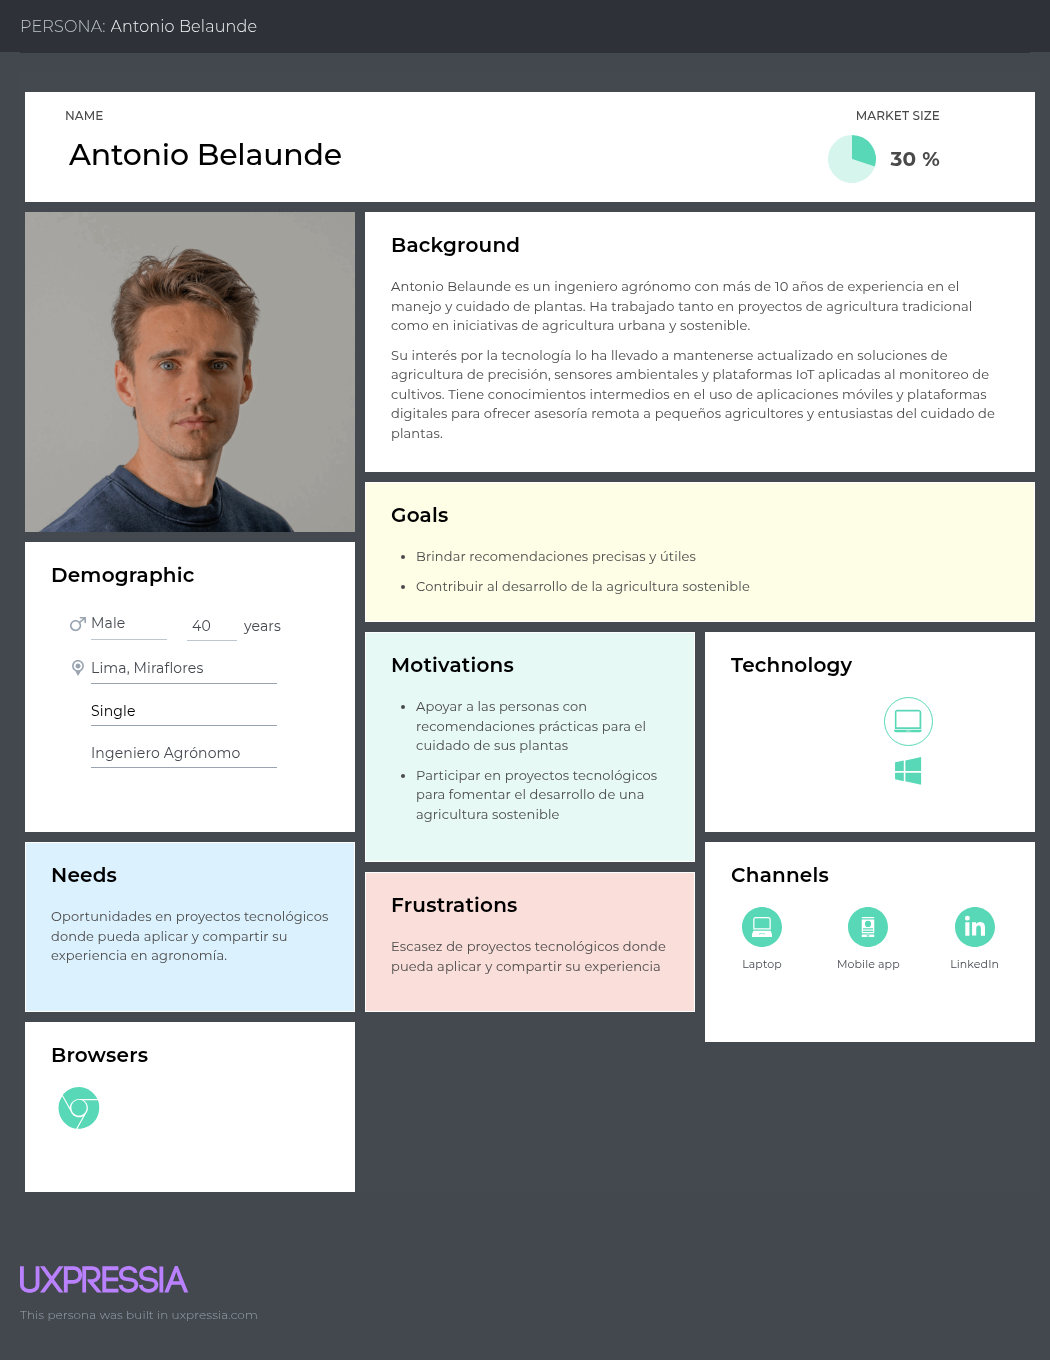 PERSONA: Antonio Belaunde
NAME
Antonio Belaunde
MARKET SIZE
30 %
Background
Antonio Belaunde es un ingeniero agrónomo con más de 10 años de experiencia en el
manejo y cuidado de plantas. Ha trabajado tanto en proyectos de agricultura tradicional
como en iniciativas de agricultura urbana y sostenible.
Su interés por la tecnología lo ha llevado a mantenerse actualizado en soluciones de
agricultura de precisión, sensores ambientales y plataformas IoT aplicadas al monitoreo de
cultivos. Tiene conocimientos intermedios en el uso de aplicaciones móviles y plataformas
digitales para ofrecer asesoría remota a pequeños agricultores y entusiastas del cuidado de
plantas.
Goals
Brindar recomendaciones precisas y útiles
Contribuir al desarrollo de la agricultura sostenible
Demographic
Male 40 years
Lima, Miraflores
Single
Ingeniero Agrónomo
Motivations
Apoyar a las personas con
recomendaciones prácticas para el
cuidado de sus plantas
Participar en proyectos tecnológicos
para fomentar el desarrollo de una
agricultura sostenible
Technology
Needs
Oportunidades en proyectos tecnológicos
donde pueda aplicar y compartir su
experiencia en agronomía.
Frustrations
Escasez de proyectos tecnológicos donde
pueda aplicar y compartir su experiencia
Channels
Laptop
Mobile app
in
LinkedIn
Browsers
UXPRESSIA
This persona was built in uxpressia.com